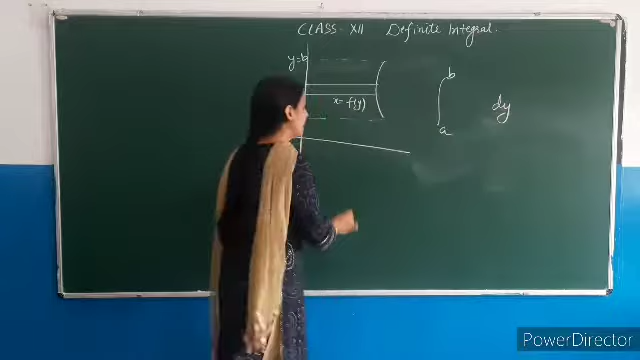 CLASS - XII Definite Integral.
y=b
x= f(y)
b
a
dy
PowerDirector